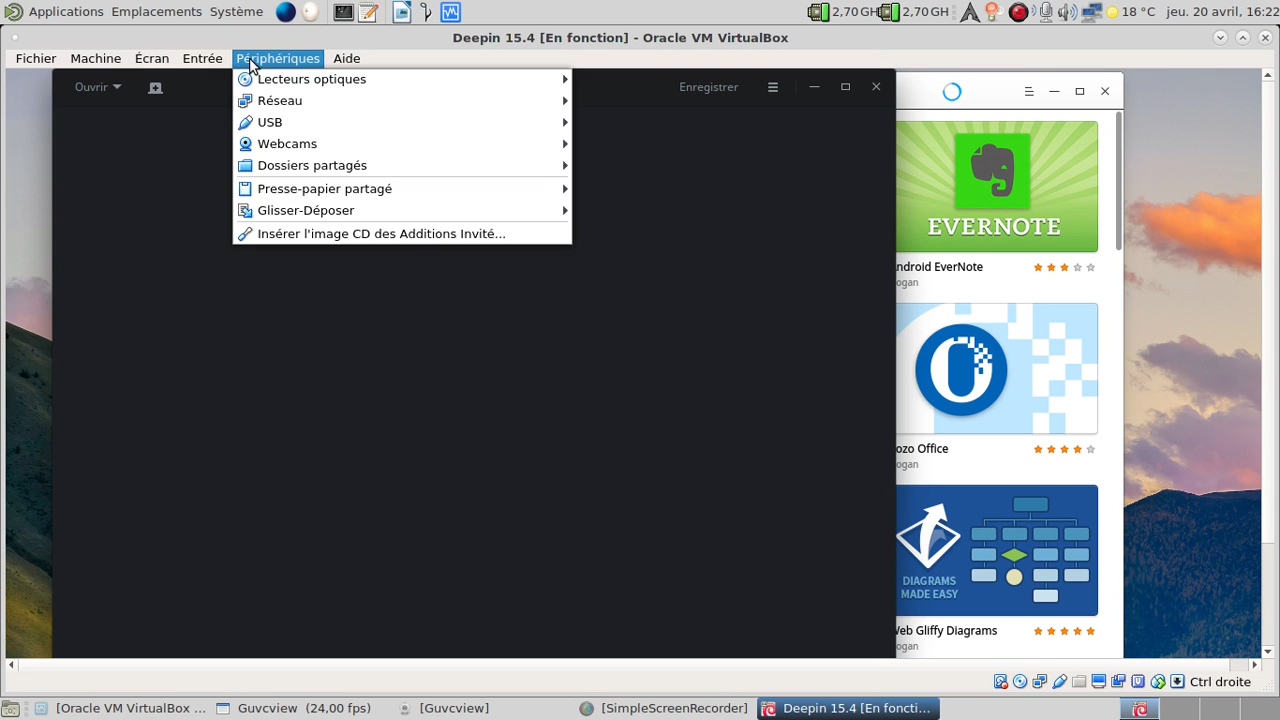 Applications Emplacements Système 2,70 GH 2,70 GH 18 °C jeu. 20 avril, 16:22
Deepin 15.4 [En fonction] - Oracle VM VirtualBox
Fichier Machine Écran Entrée Périphériques Aide
Ouvrir Enregistrer
Lecteurs optiques
Réseau
USB
Webcams
Dossiers partagés
Presse-papier partagé
Glisser-Déposer
Insérer l'image CD des Additions Invité...
EVERNOTE
ndroid EverNote
ogan
ozo Office
ogan
DIAGRAMS
MADE EASY
Web Gliffy Diagrams
ogan
Ctrl droite
[Oracle VM VirtualBox ... Guvcview (24,00 fps) [Guvcview] [SimpleScreenRecorder] Deepin 15.4 [En foncti...